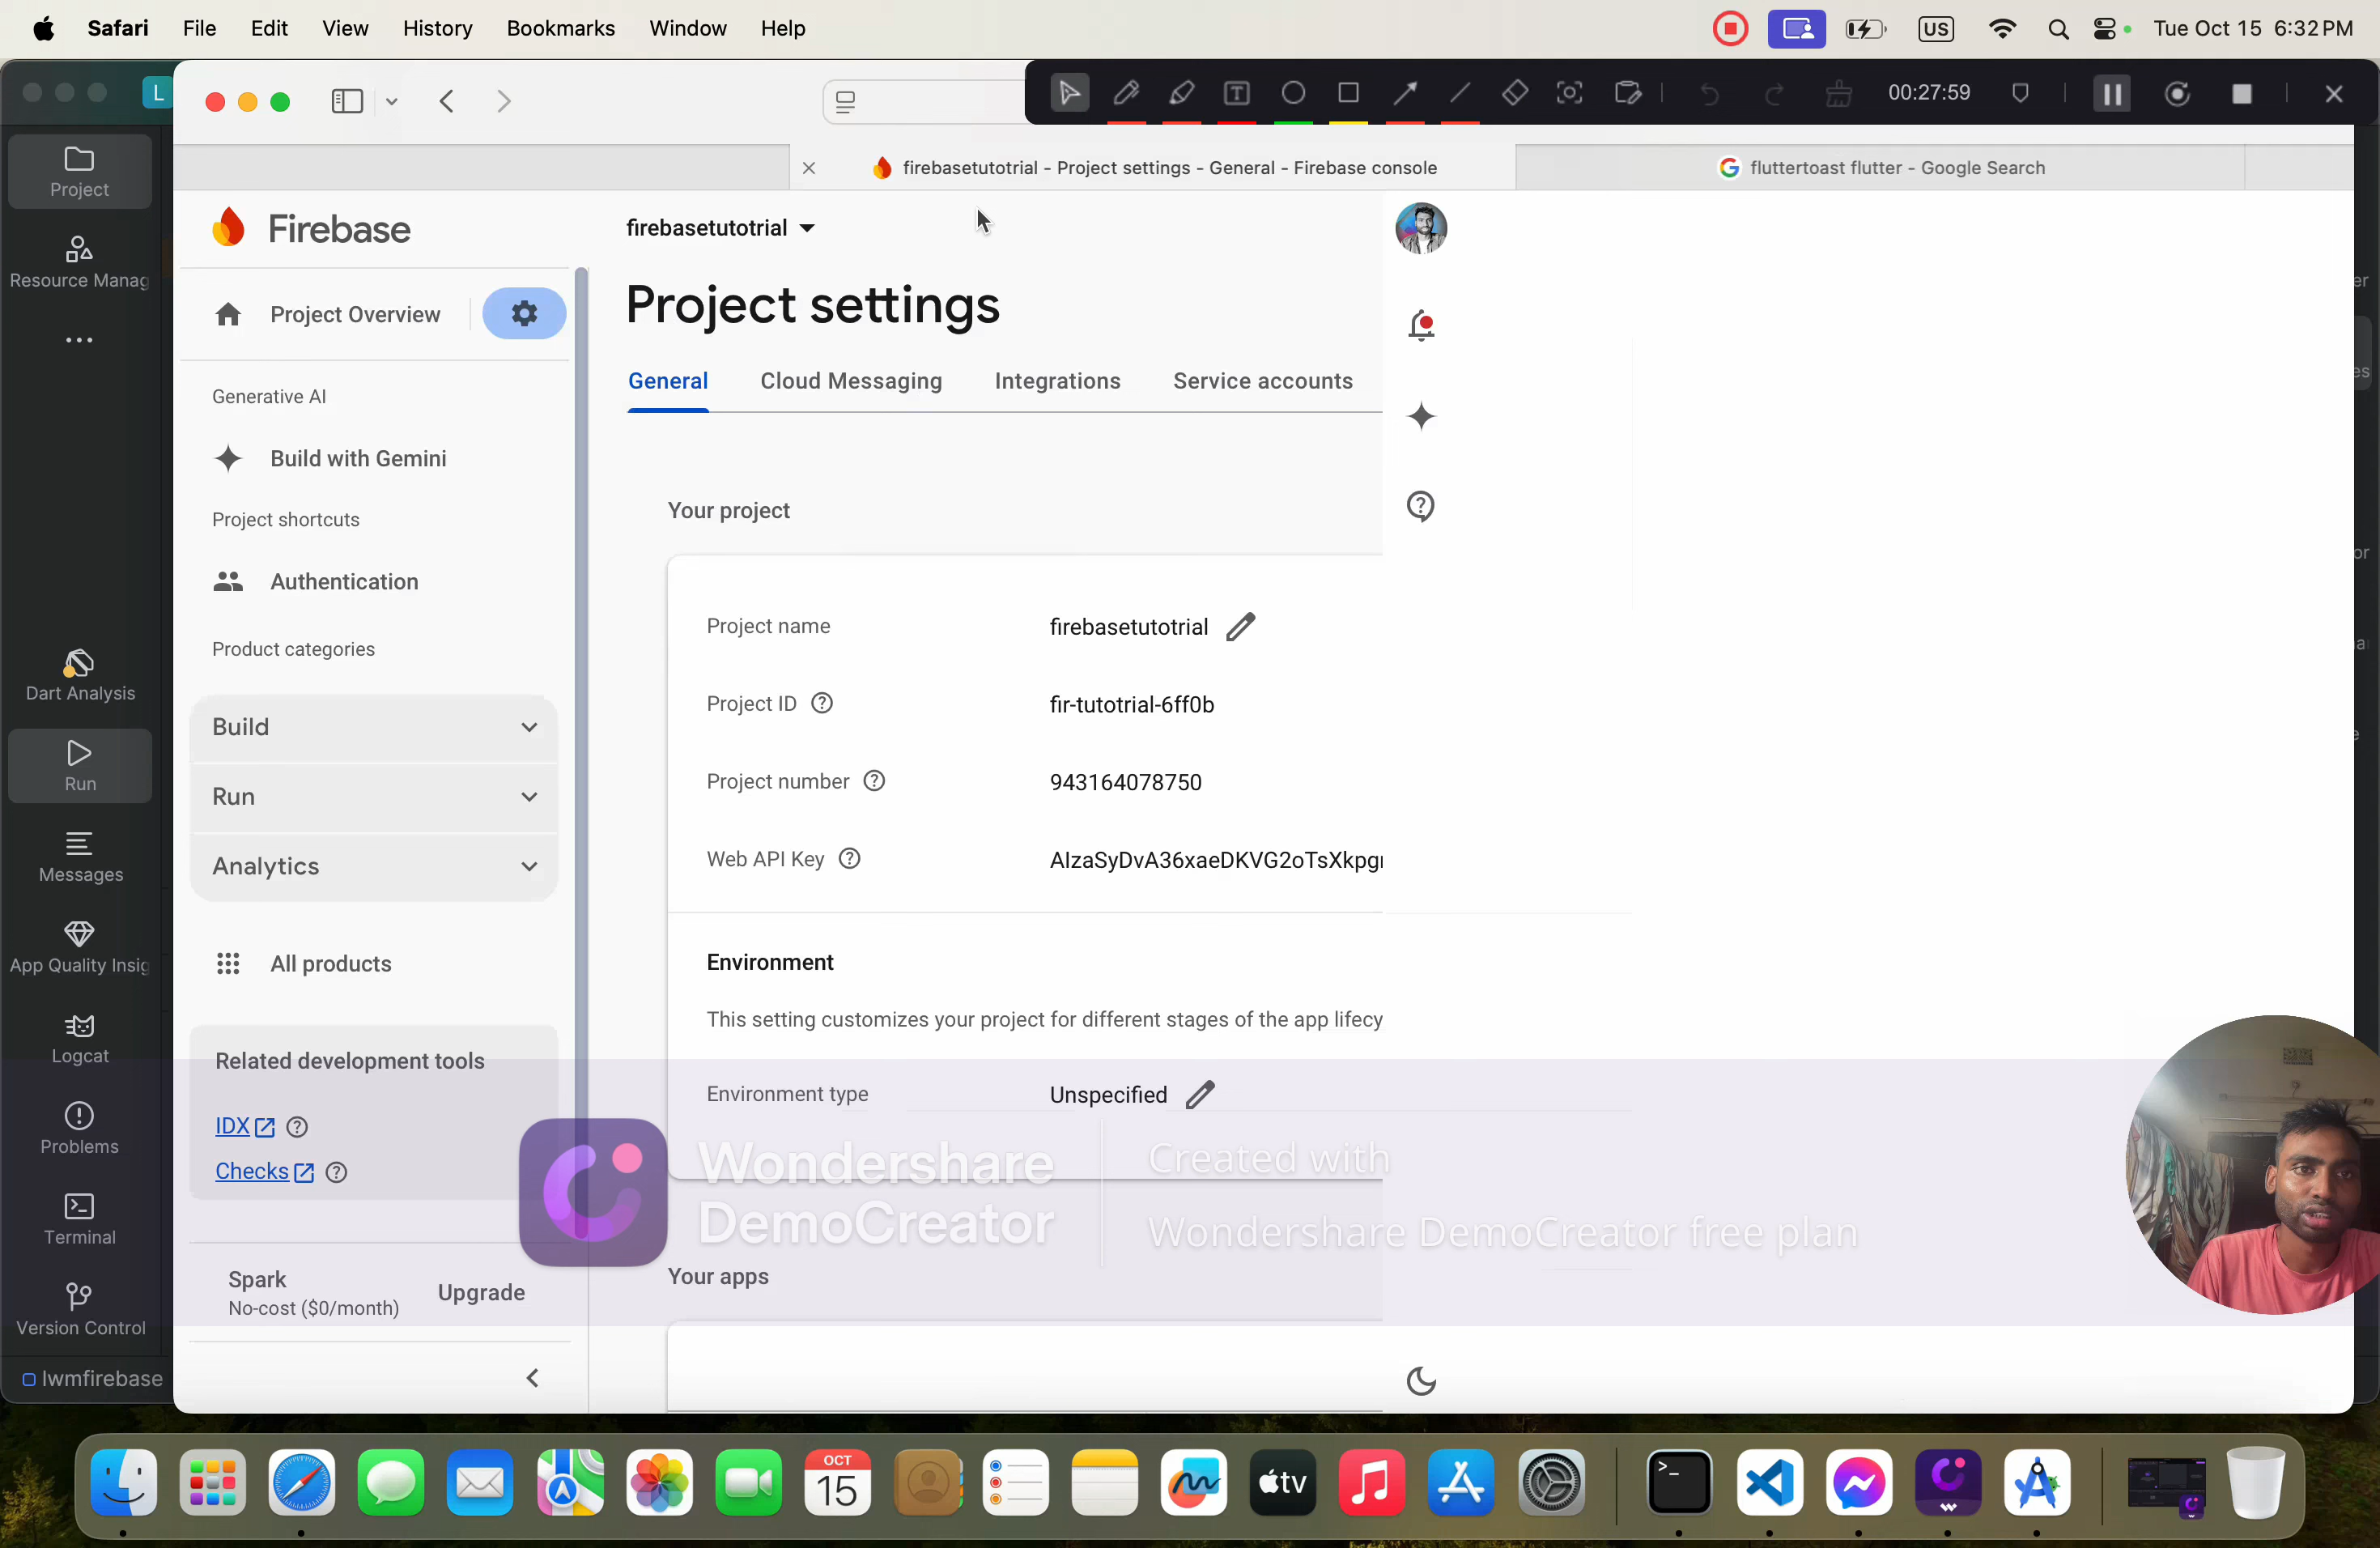 Safari File Edit View History Bookmarks Window Help US Tue Oct 15 6:32 PM
L
00:27:59
firebasetutotrial - Project settings - General - Firebase console
fluttertoast flutter - Google Search
Project
Resource Manag
Dart Analysis
Run
Messages
App Quality Insig
Logcat
Problems
Terminal
Version Control
lwmfirebase
Firebase
Project Overview
Generative AI
Build with Gemini
Project shortcuts
Authentication
Product categories
Build
Run
Analytics
All products
Related development tools
IDX
Checks
Spark
No-cost ($0/month)
Upgrade
firebasetutotrial
Project settings
General Cloud Messaging Integrations Service accounts
Your project
Project name firebasetutotrial
Project ID fir-tutotrial-6ff0b
Project number 943164078750
Web API Key AIzaSyDvA36xaeDKVG2oTsXkpg
Environment
This setting customizes your project for different stages of the app lifecy
Environment type Unspecified
Your apps
Wondershare
DemoCreator
Created with
Wondershare DemoCreator free plan
OCT
15
tv